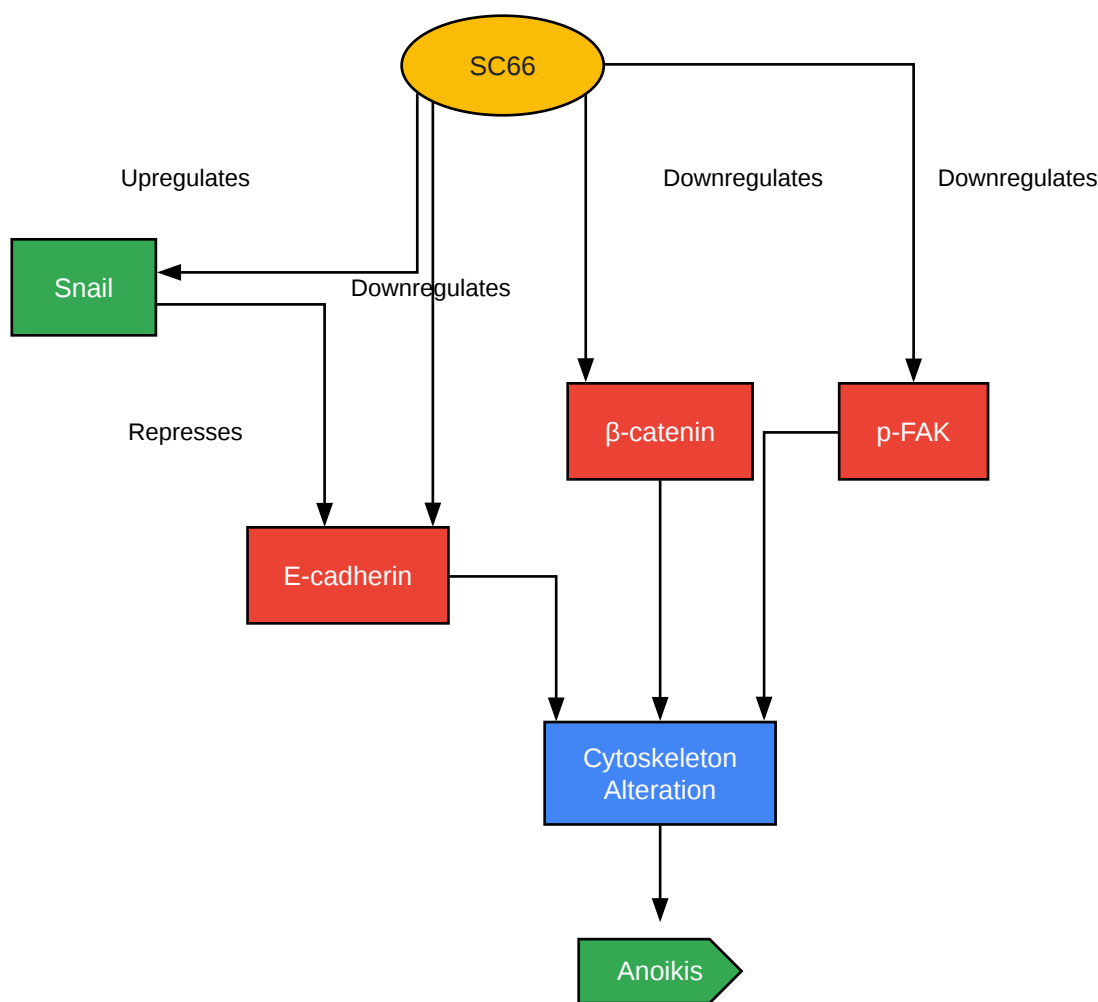 SC66
Upregulates
Downregulates
Downregulates
Snail
Downregulates
Represses
β-catenin
p-FAK
E-cadherin
Cytoskeleton
Alteration
Anoikis